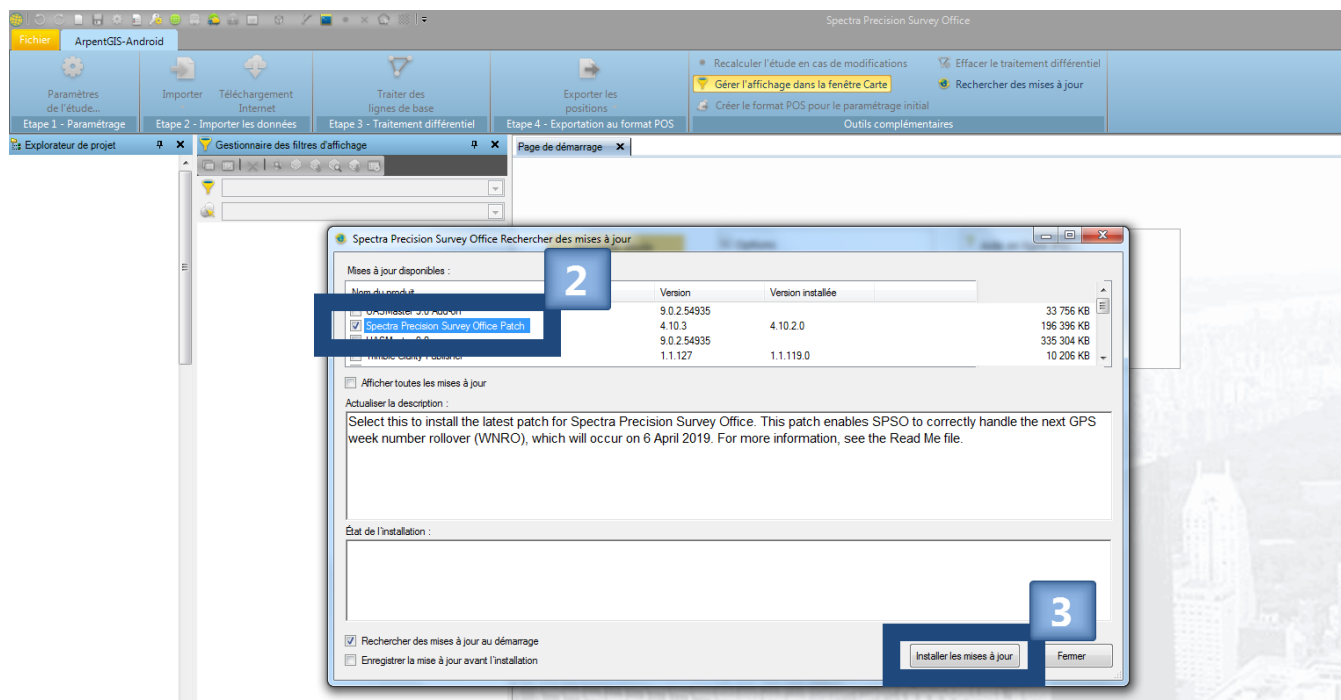 Spectra Precision Survey Office
Fichier
ArpentGIS-Android
Paramètres
de l'étude...
Etape 1 - Paramétrage
Importer
Téléchargement
Internet
Etape 2 - Importer les données
Traiter des
lignes de base
Etape 3 - Traitement différentiel
Exporter les
positions
Etape 4 - Exportation au format POS
Recalculer l'étude en cas de modifications
Gérer l'affichage dans la fenêtre Carte
Créer le format POS pour le paramétrage initial
Effacer le traitement différentiel
Rechercher des mises à jour
Outils complémentaires
Explorateur de projet
Gestionnaire des filtres d'affichage
Page de démarrage
Spectra Precision Survey Office Rechercher des mises à jour
Mises à jour disponibles :
2
Nom du produit Version Version installée
9.0.2.54935 33 756 KB
Spectra Precision Survey Office Patch 4.10.3 4.10.2.0 196 396 KB
9.0.2.54935 335 304 KB
Trimble Clarity Publisher 1.1.127 1.1.119.0 10 206 KB
Afficher toutes les mises à jour
Actualiser la description :
Select this to install the latest patch for Spectra Precision Survey Office. This patch enables SPSO to correctly handle the next GPS
week number rollover (WNRO), which will occur on 6 April 2019. For more information, see the Read Me file.
État de l'installation :
3
Rechercher des mises à jour au démarrage
Enregistrer la mise à jour avant l'installation
Installer les mises à jour
Fermer